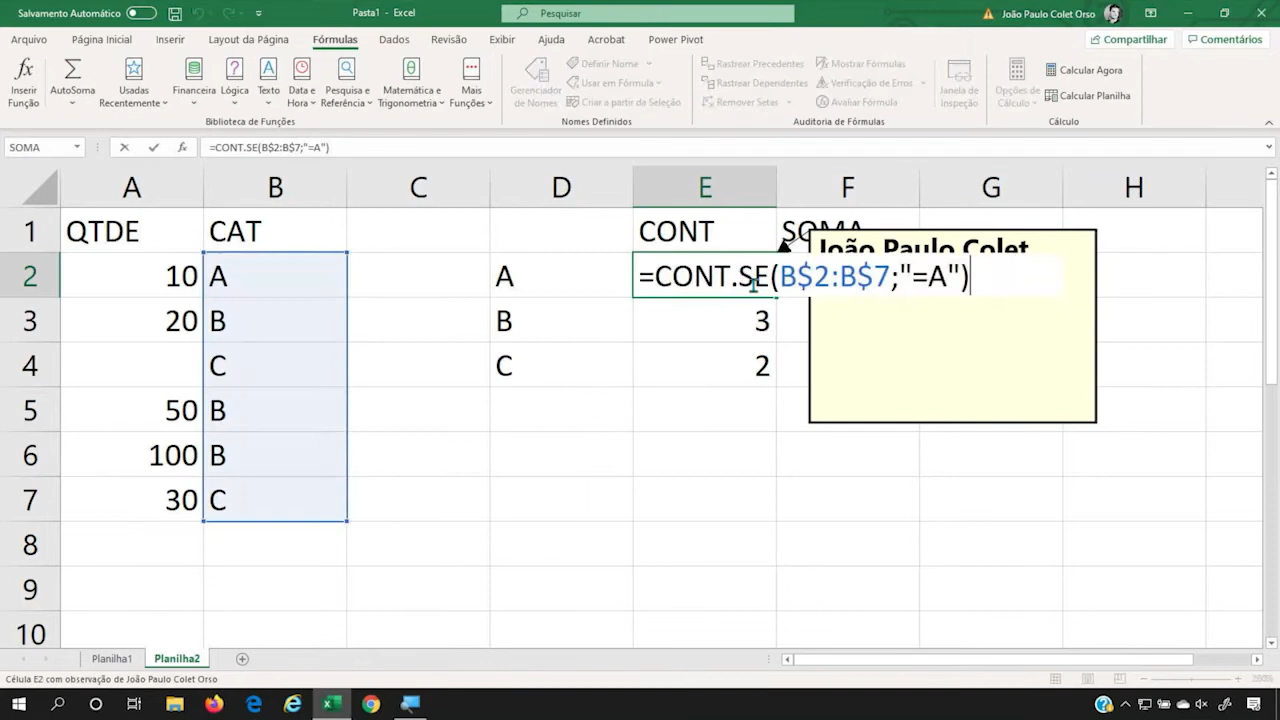 Salvamento Automático
Pasta1 - Excel
Pesquisar
João Paulo Colet Orso
Arquivo Página Inicial Inserir Layout da Página Fórmulas Dados Revisão Exibir Ajuda Acrobat Power Pivot Compartilhar Comentários
Inserir Função
AutoSoma
Usadas Recentemente
Financeira
Lógica
Texto
Data e Hora
Pesquisa e Referência
Matemática e Trigonometria
Mais Funções
Biblioteca de Funções
Gerenciador de Nomes
Definir Nome
Usar em Fórmula
Criar a partir da Seleção
Nomes Definidos
Rastrear Precedentes
Rastrear Dependentes
Remover Setas
Mostrar Fórmulas
Verificação de Erros
Avaliar Fórmula
Auditoria de Fórmulas
Janela de Inspeção
Opções de Cálculo
Calcular Agora
Calcular Planilha
Cálculo
SOMA fx =CONT.SE(B$2:B$7;"=A")
A B C D E F G H
1 QTDE CAT CONT SOMA
João Paulo Colet
2 10 A A =CONT.SE(B$2:B$7;"=A")
3 20 B B 3
4 C C 2
5 50 B
6 100 B
7 30 C
8
9
10
Planilha1 Planilha2
Célula E2 com observação de João Paulo Colet Orso